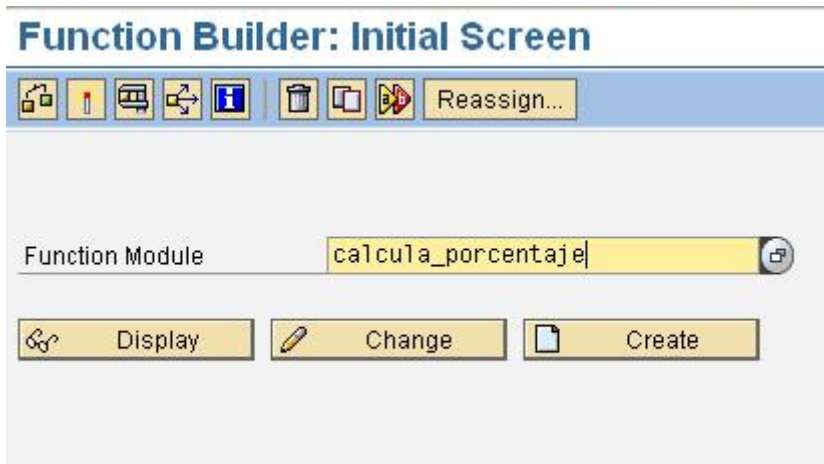 Function Builder: Initial Screen
Reassign...
Function Module calcula_porcentaje
Display Change Create